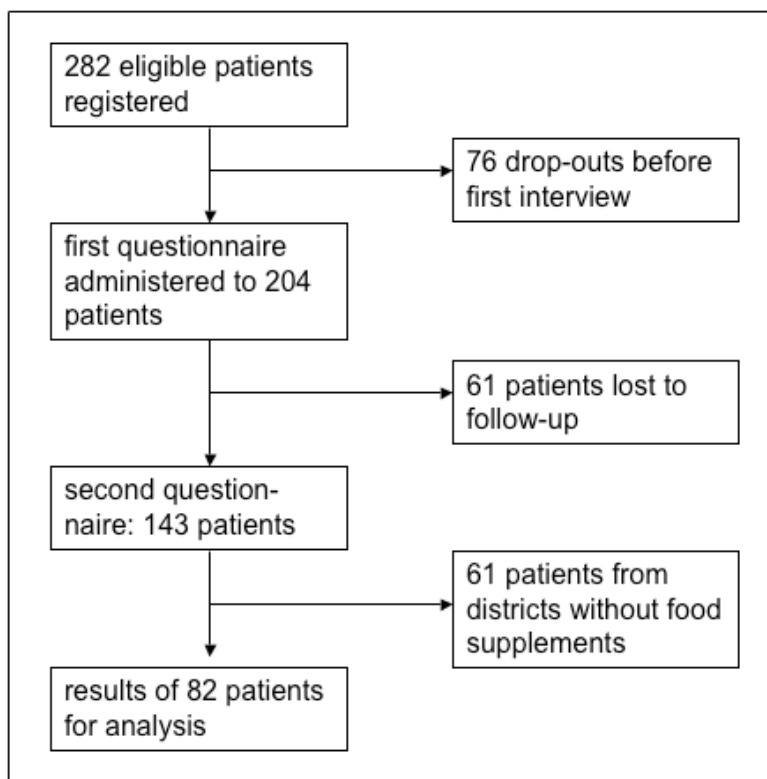 282 eligible patients
registered
76 drop-outs before
first interview
first questionnaire
administered to 204
patients
61 patients lost to
follow-up
second question-
naire: 143 patients
61 patients from
districts without food
supplements
results of 82 patients
for analysis